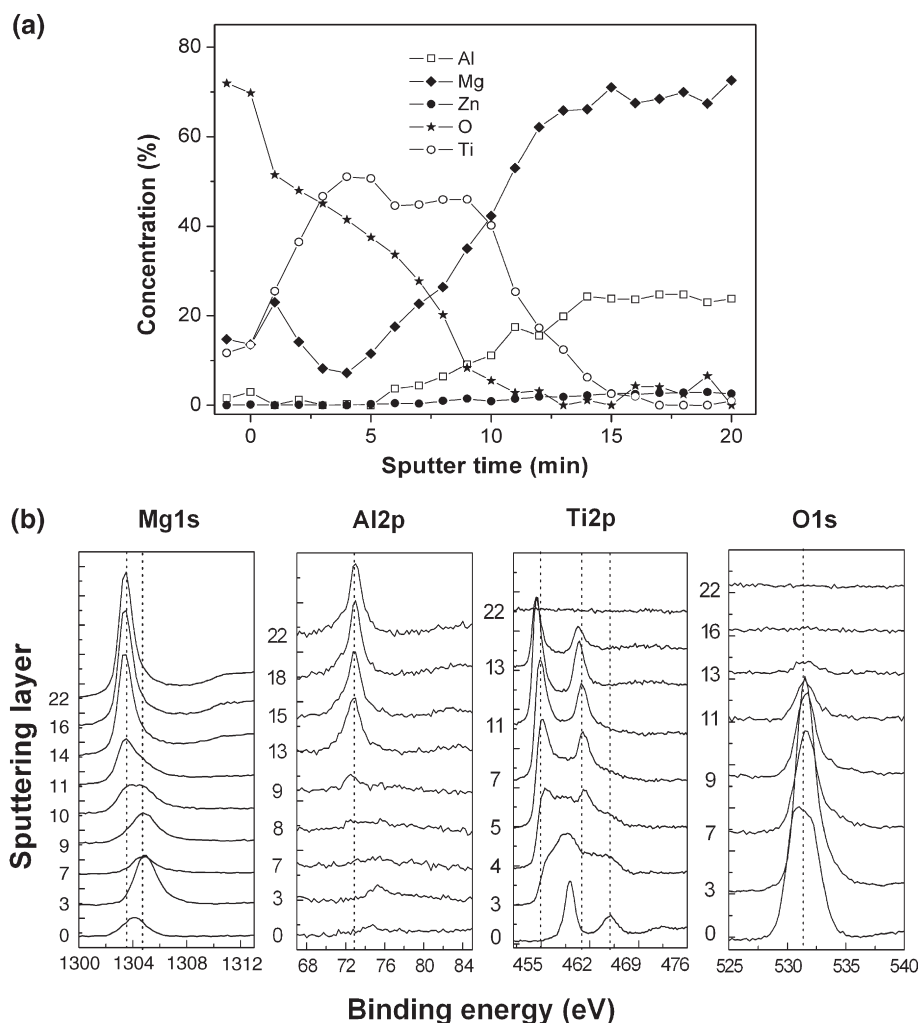 (a)
Al
Mg
Zn
O
Ti
80
60
40
20
0
Concentration (%)
0 5 10 15 20
Sputter time (min)
(b)
Mg1s Al2p Ti2p O1s
Sputtering layer
22
16
14
11
10
9
7
3
0
1300 1304 1308 1313
22
18
15
13
9
8
7
3
0
68 72 76 80 84
22
13
11
7
5
4
3
0
455 462 469 476
22
16
13
11
9
7
3
0
525 530 535 540
Binding energy (eV)